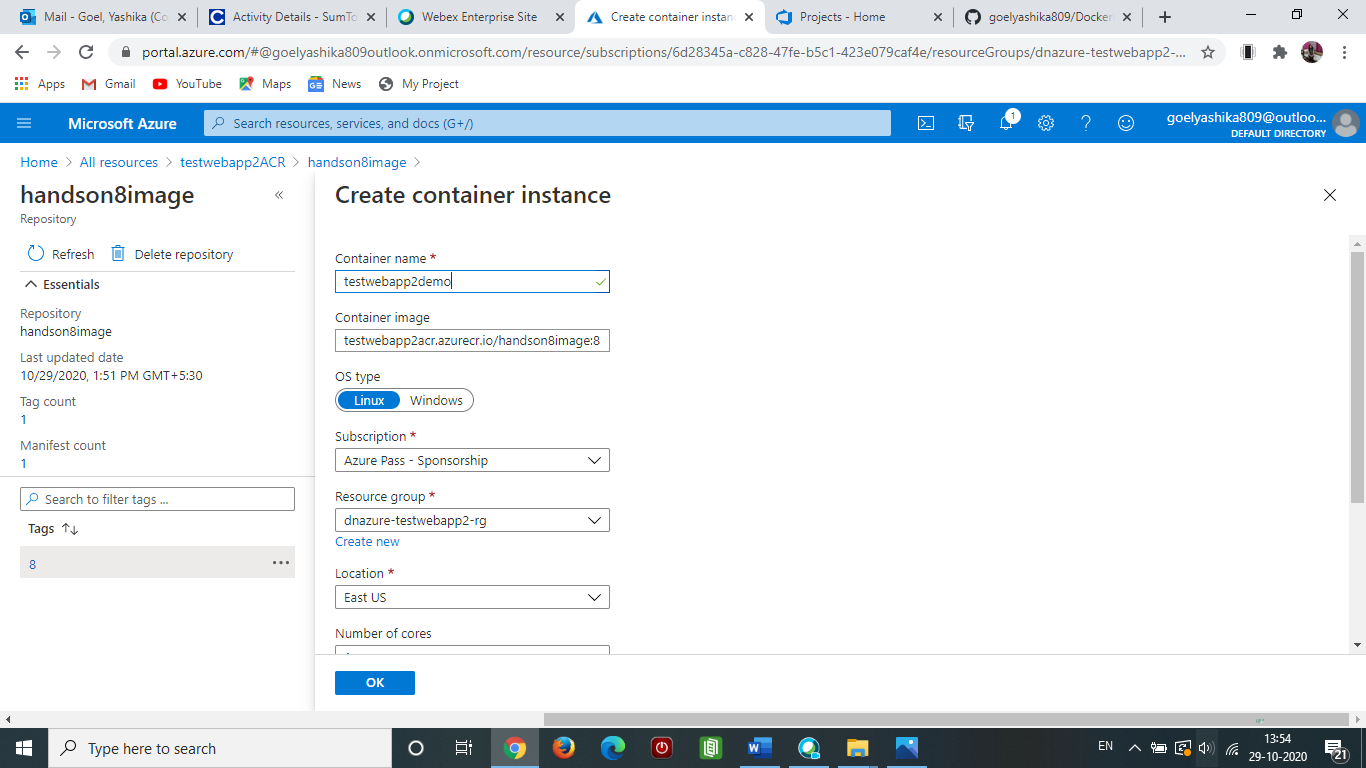 Mail - Goel, Yashika (Co
Activity Details - SumTo
Webex Enterprise Site
Create container instanc
Projects - Home
goelyashika809/Docker
portal.azure.com/#@goelyashika809outlook.onmicrosoft.com/resource/subscriptions/6d28345a-c828-47fe-b5c1-423e079caf4e/resourceGroups/dnazure-testwebapp2-...
Apps
Gmail
YouTube
Maps
News
My Project
Microsoft Azure
Search resources, services, and docs (G+/)
1
goelyashika809@outloo...
DEFAULT DIRECTORY
Home > All resources > testwebapp2ACR > handson8image >
handson8image
Repository
Refresh
Delete repository
Essentials
Repository
handson8image
Last updated date
10/29/2020, 1:51 PM GMT+5:30
Tag count
1
Manifest count
1
Search to filter tags ...
Tags
8
Create container instance
Container name *
testwebapp2demo
Container image
testwebapp2acr.azurecr.io/handson8image:8
OS type
Linux
Windows
Subscription *
Azure Pass - Sponsorship
Resource group *
dnazure-testwebapp2-rg
Create new
Location *
East US
Number of cores
OK
Type here to search
EN
13:54
29-10-2020
21